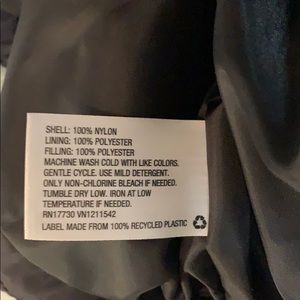 SHELL: 100% NYLON
LINING: 100% POLYESTER
FILLING: 100% POLYESTER
MACHINE WASH COLD WITH LIKE COLORS.
GENTLE CYCLE. USE MILD DETERGENT.
ONLY NON-CHLORINE BLEACH IF NEEDED.
TUMBLE DRY LOW. IRON AT LOW
TEMPERATURE IF NEEDED.
RN17730 VN1211542
LABEL MADE FROM 100% RECYCLED PLASTIC